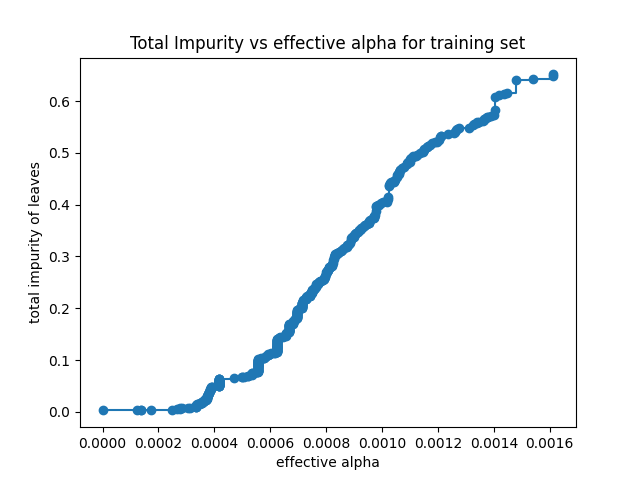 Total Impurity vs effective alpha for training set
total impurity of leaves
0.6
0.5
0.4
0.3
0.2
0.1
0.0
0.0000 0.0002 0.0004 0.0006 0.0008 0.0010 0.0012 0.0014 0.0016
effective alpha